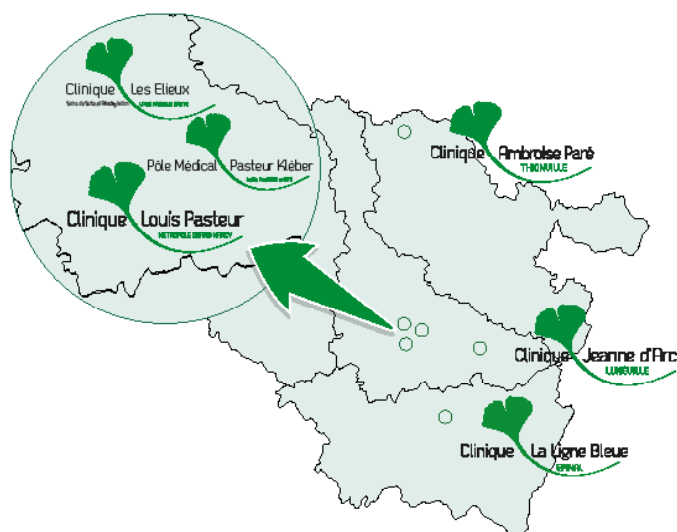 Clinique Les Elieux
Pôle Médical Pasteur Kléber
Clinique Louis Pasteur
METROPOLE GRAND NANCY
Clinique Ambroise Paré
THIONVILLE
Clinique Jeanne d'Arc
LUNÉVILLE
Clinique La Ligne Bleue
EPINAL